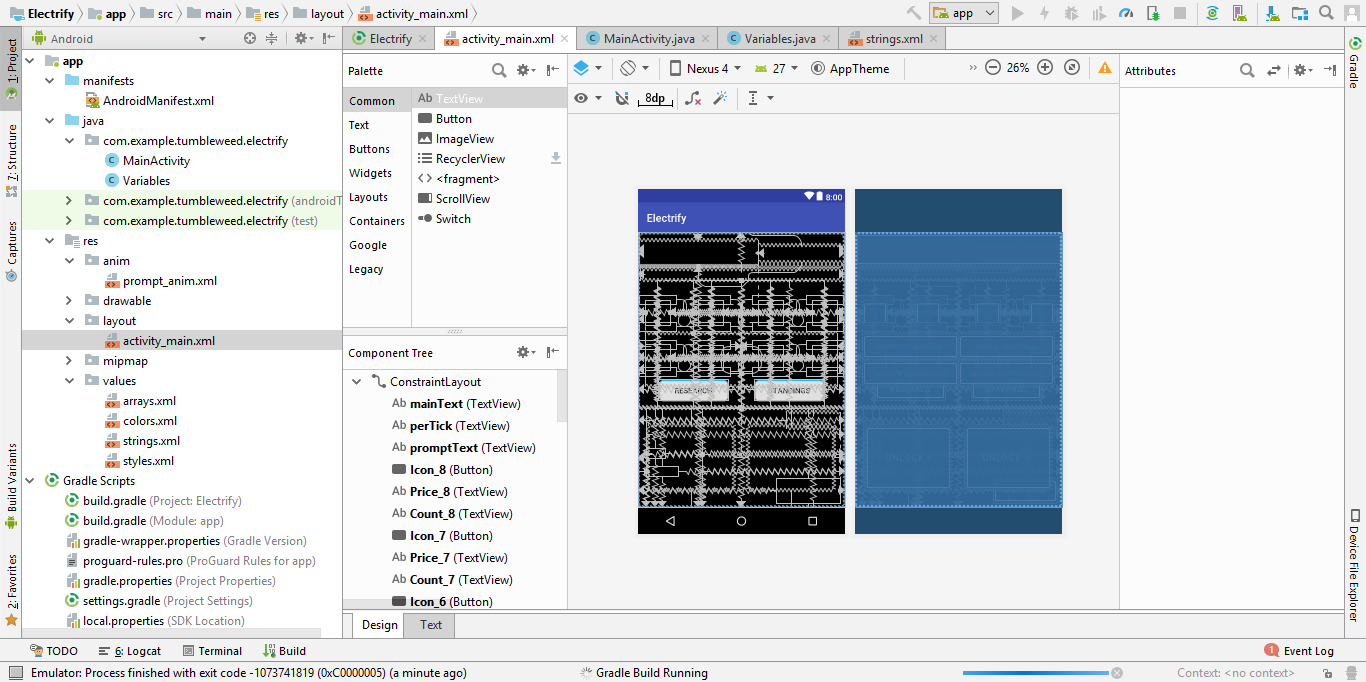 Electrify app src main res layout activity_main.xml app
Android Electrify activity_main.xml MainActivity.java Variables.java strings.xml
1: Project
7: Structure
Captures
Build Variants
2: Favorites
app
manifests
AndroidManifest.xml
java
com.example.tumbleweed.electrify
MainActivity
Variables
com.example.tumbleweed.electrify (androidT
com.example.tumbleweed.electrify (test)
res
anim
prompt_anim.xml
drawable
layout
activity_main.xml
mipmap
values
arrays.xml
colors.xml
strings.xml
styles.xml
Gradle Scripts
build.gradle (Project: Electrify)
build.gradle (Module: app)
gradle-wrapper.properties (Gradle Version)
proguard-rules.pro (ProGuard Rules for app)
gradle.properties (Project Properties)
settings.gradle (Project Settings)
local.properties (SDK Location)
Palette
Common
Text
Buttons
Widgets
Layouts
Containers
Google
Legacy
Ab TextView
Button
ImageView
RecyclerView
<fragment>
ScrollView
Switch
Component Tree
ConstraintLayout
Ab mainText (TextView)
Ab perTick (TextView)
Ab promptText (TextView)
Icon_8 (Button)
Ab Price_8 (TextView)
Ab Count_8 (TextView)
Icon_7 (Button)
Ab Price_7 (TextView)
Ab Count_7 (TextView)
Icon_6 (Button)
Nexus 4 27 AppTheme 26%
8dp
8:00
Electrify
Design Text
Attributes
Gradle
Device File Explorer
TODO 6: Logcat Terminal Build 1 Event Log
Emulator: Process finished with exit code -1073741819 (0xC0000005) (a minute ago) Gradle Build Running Context: <no context>